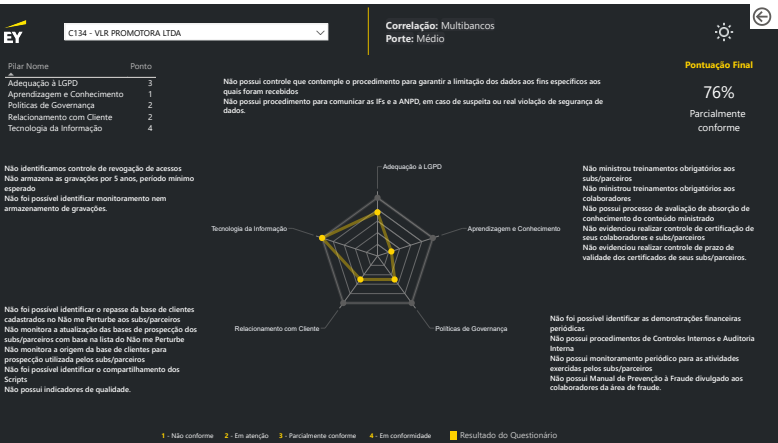 EY
C134 - VLR PROMOTORA LTDA
Correlação: Multibancos
Porte: Médio
Pilar Nome Ponto
Adequação à LGPD 3
Aprendizagem e Conhecimento 1
Políticas de Governança 2
Relacionamento com Cliente 2
Tecnologia da Informação 4
Não possui controle que contemple o procedimento para garantir a limitação dos dados aos fins específicos aos
quais foram recebidos
Não possui procedimento para comunicar as IFs e a ANPD, em caso de suspeita ou real violação de segurança de
dados.
Pontuação Final
76%
Parcialmente
conforme
Não identificamos controle de revogação de acessos
Não armazena as gravações por 5 anos, período mínimo
esperado
Não foi possível identificar monitoramento nem
armazenamento de gravações.
Adequação à LGPD
Tecnologia da Informação
Aprendizagem e Conhecimento
Relacionamento com Cliente
Políticas de Governança
Não ministrou treinamentos obrigatórios aos
subs/parceiros
Não ministrou treinamentos obrigatórios aos
colaboradores
Não possui processo de avaliação de absorção de
conhecimento do conteúdo ministrado
Não evidenciou realizar controle de certificação de
seus colaboradores e subs/parceiros
Não evidenciou realizar controle de prazo de
validade dos certificados de seus subs/parceiros.
Não foi possível identificar o repasse da base de clientes
cadastrados no Não me Perturbe aos subs/parceiros
Não monitora a atualização das bases de prospecção dos
subs/parceiros com base na lista do Não me Perturbe
Não monitora a origem da base de clientes para
prospecção utilizada pelos subs/parceiros
Não foi possível identificar o compartilhamento dos
Scripts
Não possui indicadores de qualidade.
Não foi possível identificar as demonstrações financeiras
periódicas
Não possui procedimentos de Controles Internos e Auditoria
Interna
Não possui monitoramento periódico para as atividades
exercidas pelos subs/parceiros
Não possui Manual de Prevenção à Fraude divulgado aos
colaboradores da área de fraude.
1 - Não conforme 2 - Em atenção 3 - Parcialmente conforme 4 - Em conformidade Resultado do Questionário